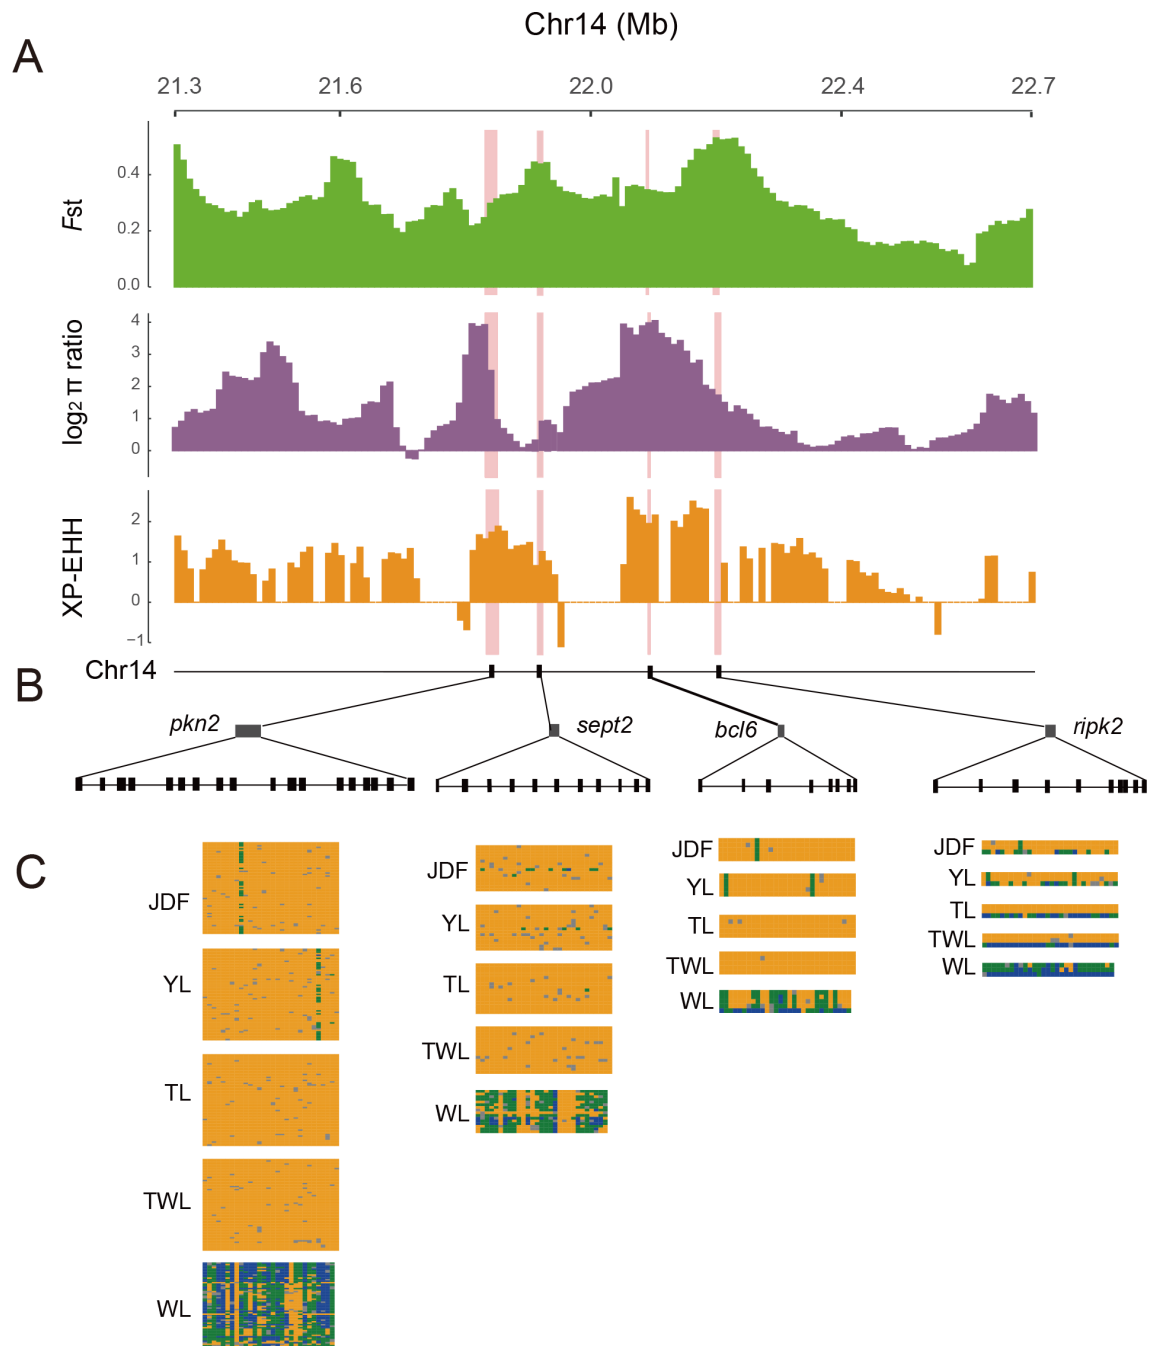 Chr14 (Mb)
A
21.3 21.6 22.0 22.4 22.7
Fst
0.4
0.2
0.0
log2 π ratio
4
3
2
1
0
XP-EHH
2
1
0
−1
Chr14
B
pkn2 sept2 bcl6 ripk2
C
JDF
YL
TL
TWL
WL
JDF
YL
TL
TWL
WL
JDF
YL
TL
TWL
WL
JDF
YL
TL
TWL
WL